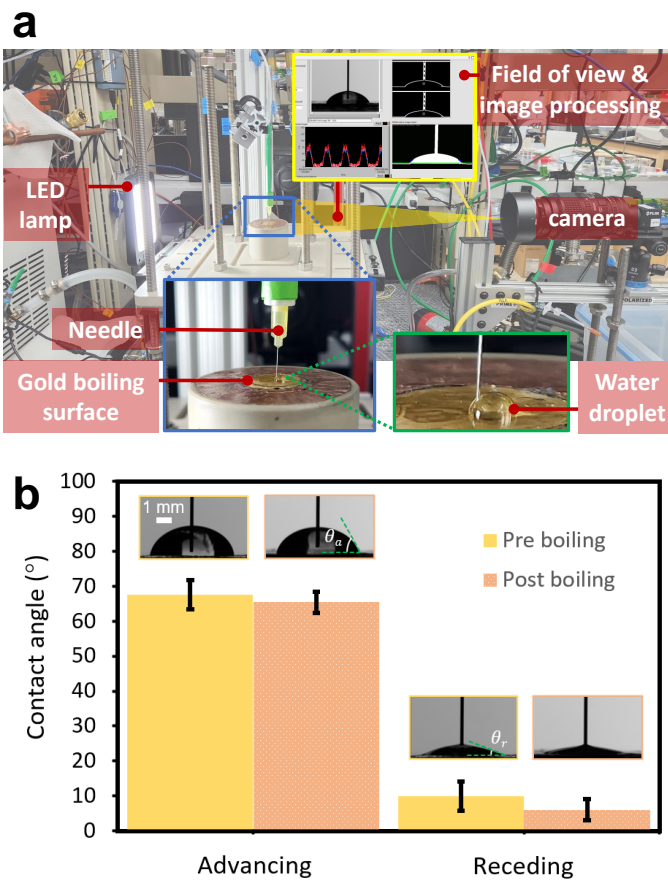 a
Field of view &
image processing
LED
lamp
camera
Needle
Gold boiling
surface
Water
droplet
POLARIZED
b
Contact angle (°)
100
90
80
70
60
50
40
30
20
10
0
1 mm
θa
Pre boiling
Post boiling
θr
Advancing
Receding